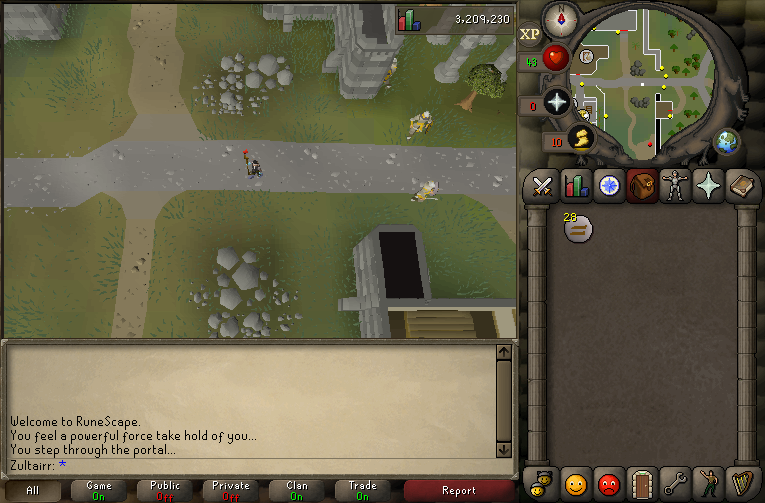 3,209,230
N
XP
43
0
10
28
Welcome to RuneScape.
You feel a powerful force take hold of you...
You step through the portal...
Zultairr: *
All
Game
On
Public
Off
Private
Off
Clan
On
Trade
On
Report